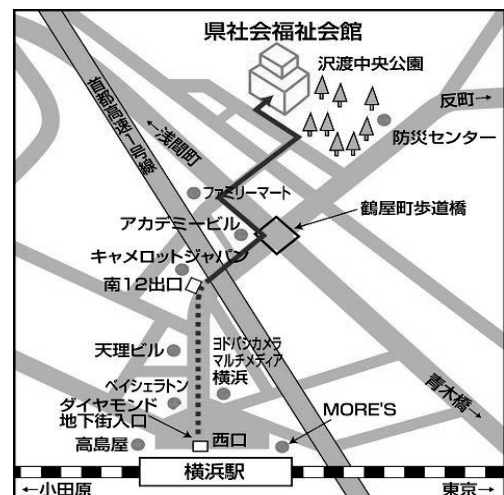 県社会福祉会館
沢渡中央公園
反町→
防災センター
首都高速一号線
←浅間町
ファミリーマート
鶴屋町歩道橋
アカデミービル
キャメロットジャパン
南12出口
天理ビル
ヨドバシカメラ
マルチメディア
横浜
ベイシェラトン
青木橋→
ダイヤモンド
地下街入口
MORE'S
高島屋
西口
横浜駅
←小田原
東京→